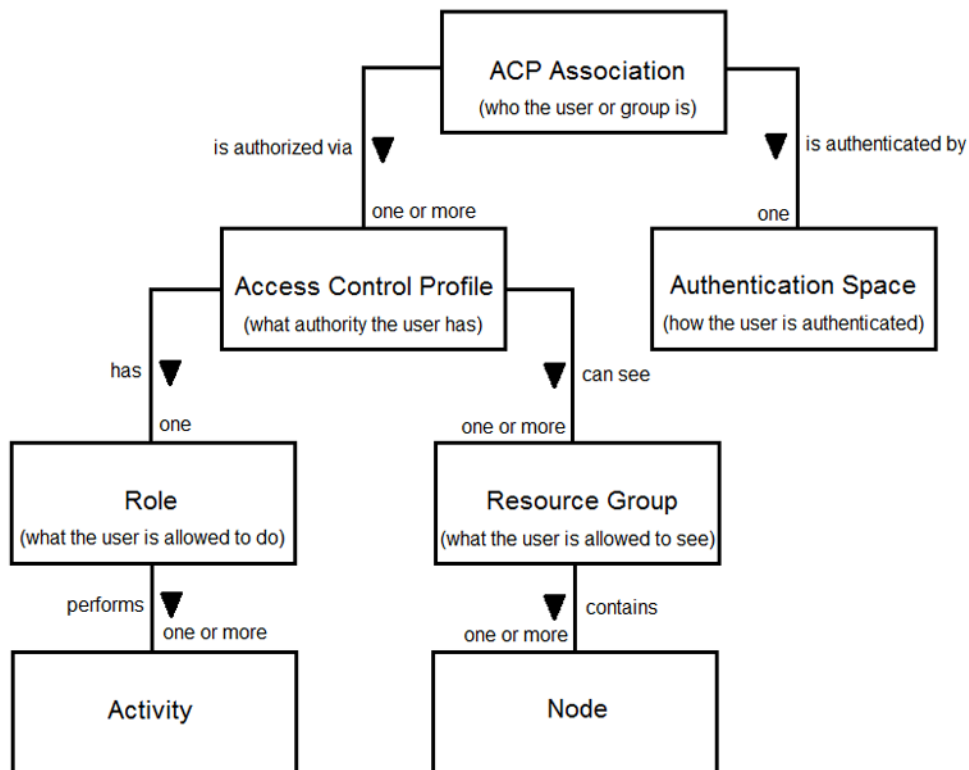 ACP Association
(who the user or group is)
is authorized via
is authenticated by
one or more
one
Access Control Profile
(what authority the user has)
Authentication Space
(how the user is authenticated)
has
can see
one
one or more
Role
(what the user is allowed to do)
Resource Group
(what the user is allowed to see)
performs
contains
one or more
one or more
Activity
Node